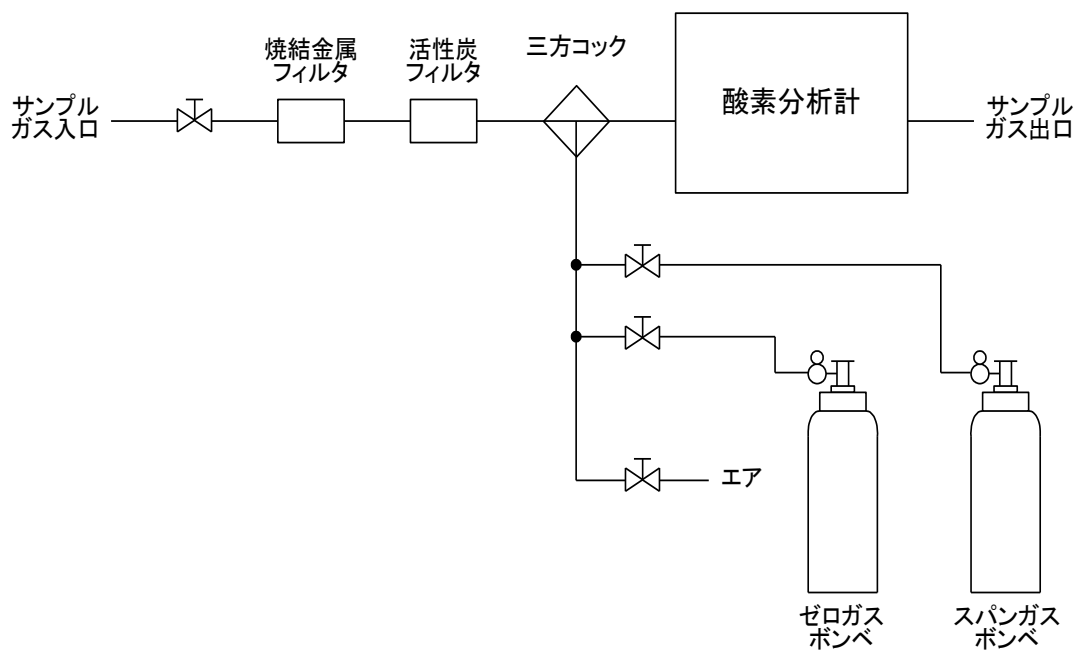 焼結金属
フィルタ
活性炭
フィルタ
三方コック
サンプル
ガス入口
酸素分析計
サンプル
ガス出口
エア
ゼロガス
ボンベ
スパンガス
ボンベ